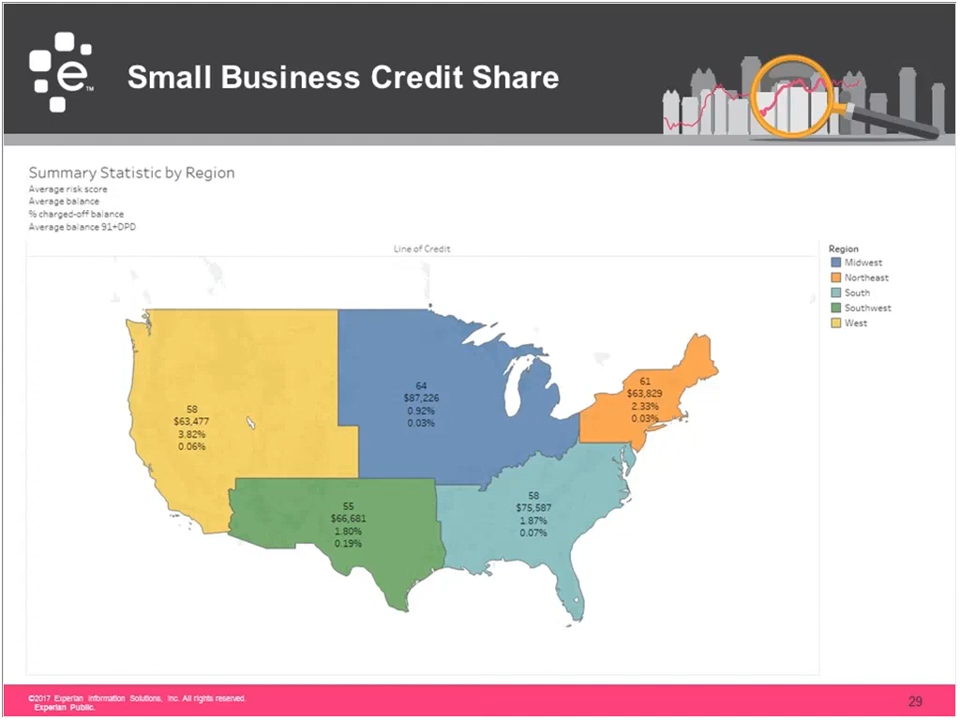 e™
Small Business Credit Share
Summary Statistic by Region
Average risk score
Average balance
% charged-off balance
Average balance 91+DPD
Line of Credit
Region
Midwest
Northeast
South
Southwest
West
58
$63,477
3.82%
0.06%
64
$87,226
0.92%
0.03%
61
$63,829
2.33%
0.03%
55
$66,681
1.80%
0.19%
58
$75,587
1.87%
0.07%
©2017 Experian Information Solutions, Inc. All rights reserved.
Experian Public.
29